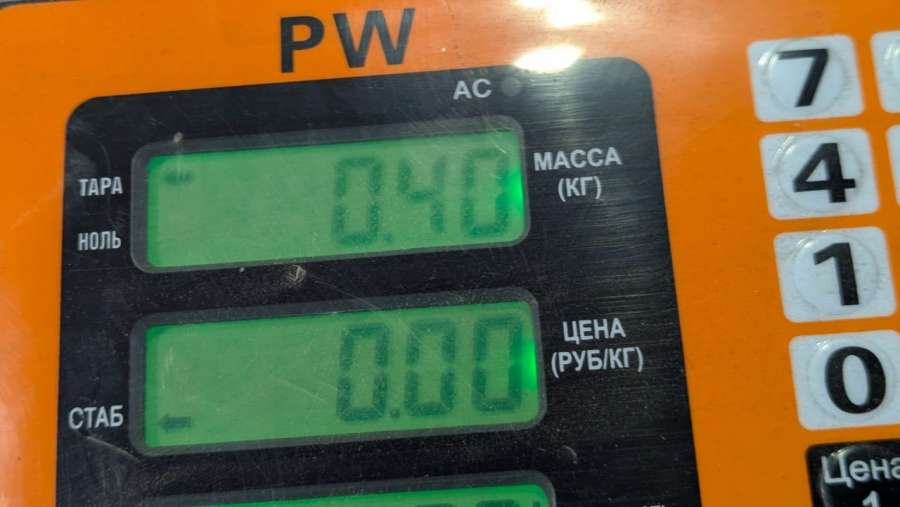 PW
AC
ТАРА
НОЛЬ
0.40
МАССА
(КГ)
0.00
ЦЕНА
(РУБ/КГ)
СТАБ
7
4
1
0
Цена
1